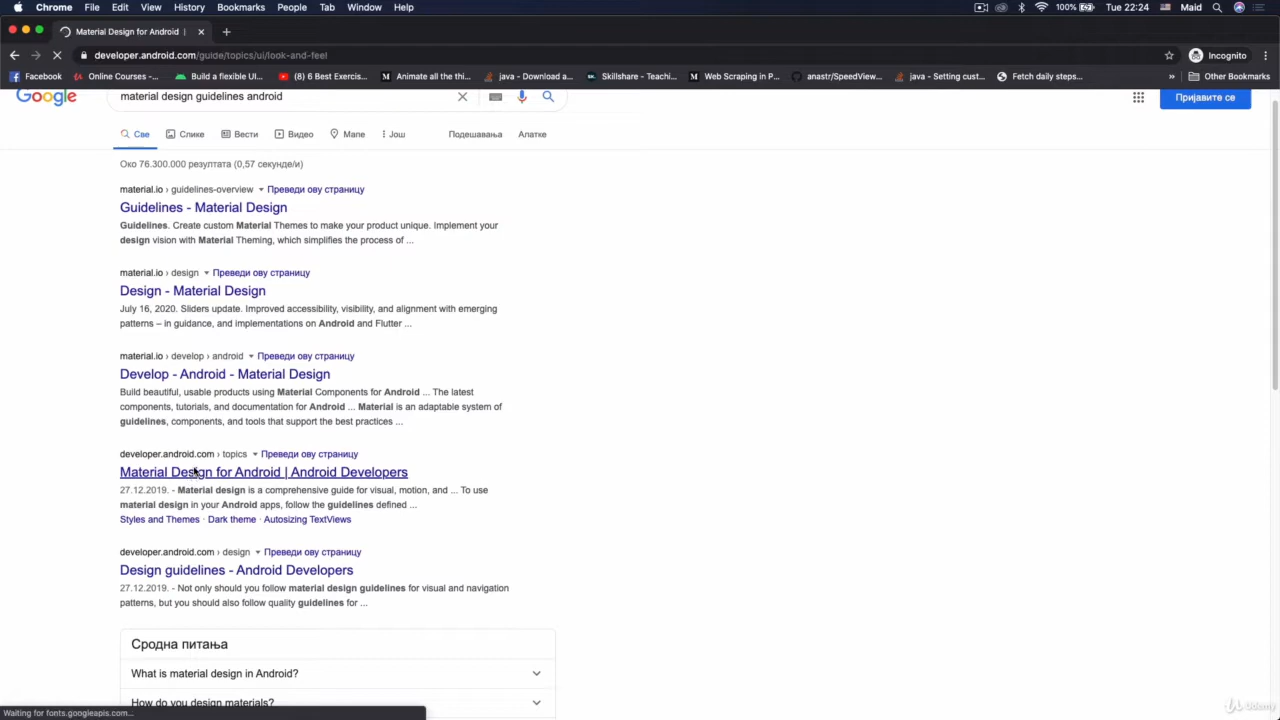 Chrome File Edit View History Bookmarks People Tab Window Help 100% Tue 22:24 Maid
Material Design for Android |
developer.android.com/guide/topics/ui/look-and-feel Incognito
Facebook Online Courses -... Build a flexible UI... (8) 6 Best Exercis... Animate all the thi... java - Download a... Skillshare - Teachi... Web Scraping in P... anastr/SpeedView... java - Setting cust... Fetch daily steps... » Other Bookmarks
Google material design guidelines android Пријавите се
Све Слике Вести Видео Мапе Још Подешавања Алатке
Око 76.300.000 резултата (0,57 секунде/и)
material.io › guidelines-overview Преведи ову страницу
Guidelines - Material Design
Guidelines. Create custom Material Themes to make your product unique. Implement your
design vision with Material Theming, which simplifies the process of ...
material.io › design Преведи ову страницу
Design - Material Design
July 16, 2020. Sliders update. Improved accessibility, visibility, and alignment with emerging
patterns – in guidance, and implementations on Android and Flutter ...
material.io › develop › android Преведи ову страницу
Develop - Android - Material Design
Build beautiful, usable products using Material Components for Android ... The latest
components, tutorials, and documentation for Android ... Material is an adaptable system of
guidelines, components, and tools that support the best practices ...
developer.android.com › topics Преведи ову страницу
Material Design for Android | Android Developers
27.12.2019. - Material design is a comprehensive guide for visual, motion, and ... To use
material design in your Android apps, follow the guidelines defined ...
Styles and Themes · Dark theme · Autosizing TextViews
developer.android.com › design Преведи ову страницу
Design guidelines - Android Developers
27.12.2019. - Not only should you follow material design guidelines for visual and navigation
patterns, but you should also follow quality guidelines for ...
Сродна питања
What is material design in Android?
How do you design materials?
Waiting for fonts.googleapis.com...
Udemy